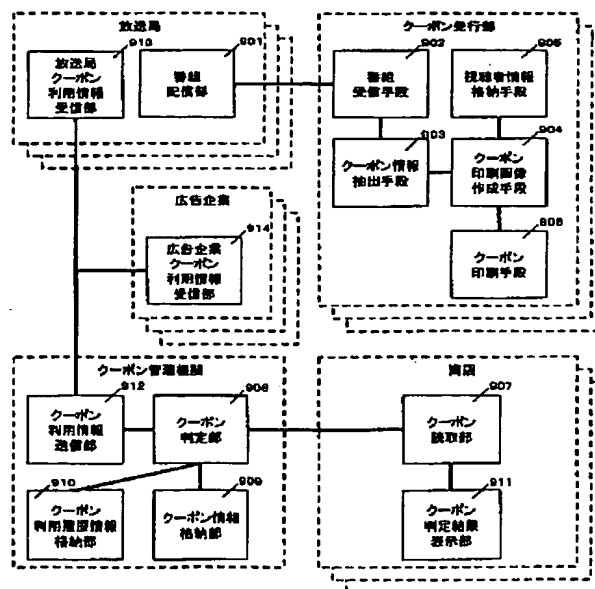 放送局
910
放送局
クーポン
利用情報
受信部
901
番組
配信部
クーポン発行部
902
番組
受信手段
905
視聴者情報
格納手段
903
クーポン情報
抽出手段
904
クーポン
印刷画像
作成手段
906
クーポン
印刷手段
広告企業
914
広告企業
クーポン
利用情報
受信部
クーポン管理機関
912
クーポン
利用情報
送信部
908
クーポン
判定部
910
クーポン
利用履歴情報
格納部
909
クーポン情報
格納部
商店
907
クーポン
読取部
911
クーポン
判定結果
表示部